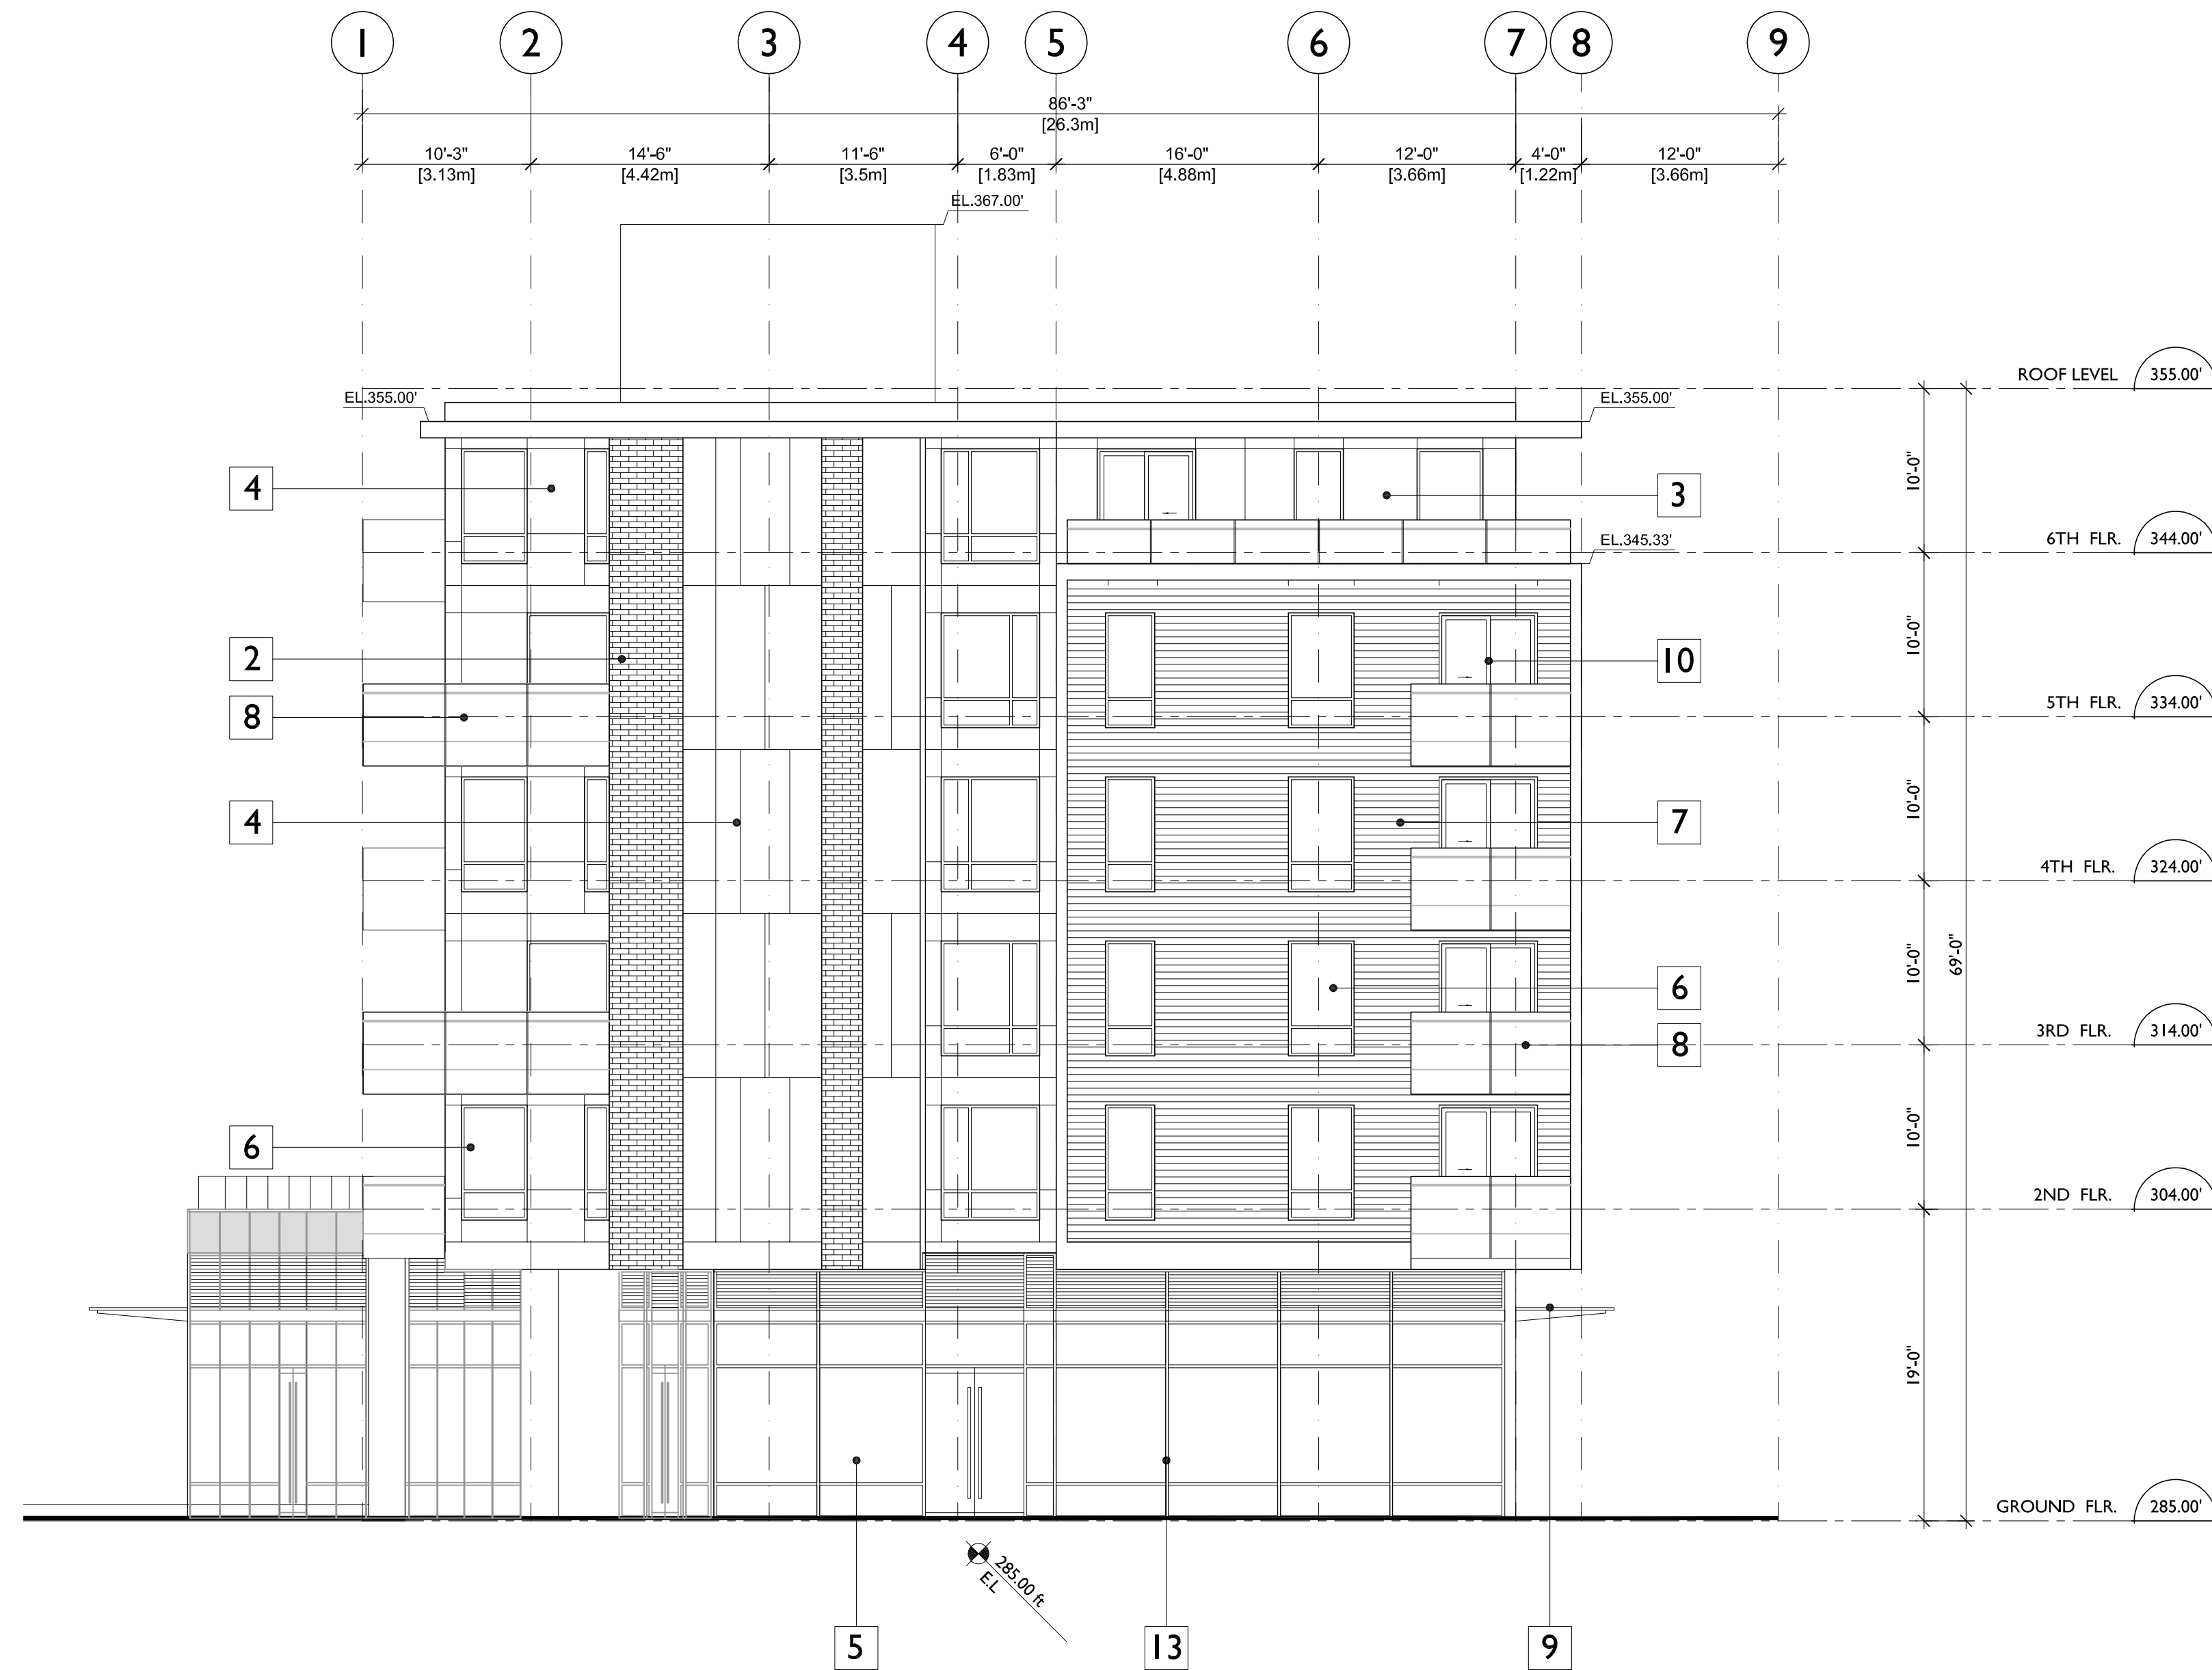 1 2 3 4 5 6 7 8 9
86'-3"
[26.3m]
10'-3" 14'-6" 11'-6" 6'-0" 16'-0" 12'-0" 4'-0" 12'-0"
[3.13m] [4.42m] [3.5m] [1.83m] [4.88m] [3.66m] [1.22m] [3.66m]
EL.367.00'
ROOF LEVEL 355.00'
EL.355.00' EL.355.00'
10'-0"
4 3
EL.345.33'
6TH FLR. 344.00'
10'-0"
2 10
8
5TH FLR. 334.00'
10'-0"
4 7
4TH FLR. 324.00'
10'-0"
69'-0"
6
8
3RD FLR. 314.00'
10'-0"
6
2ND FLR. 304.00'
19'-0"
GROUND FLR. 285.00'
285.00 ft
E.L
5 13 9